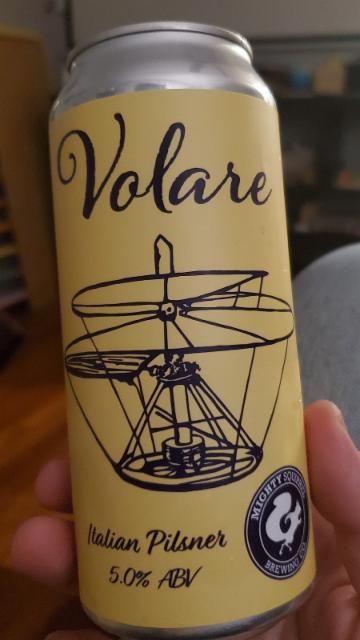 Volare
Italian Pilsner
5.0% ABV
MIGHTY SQUIRREL
BREWING CO.